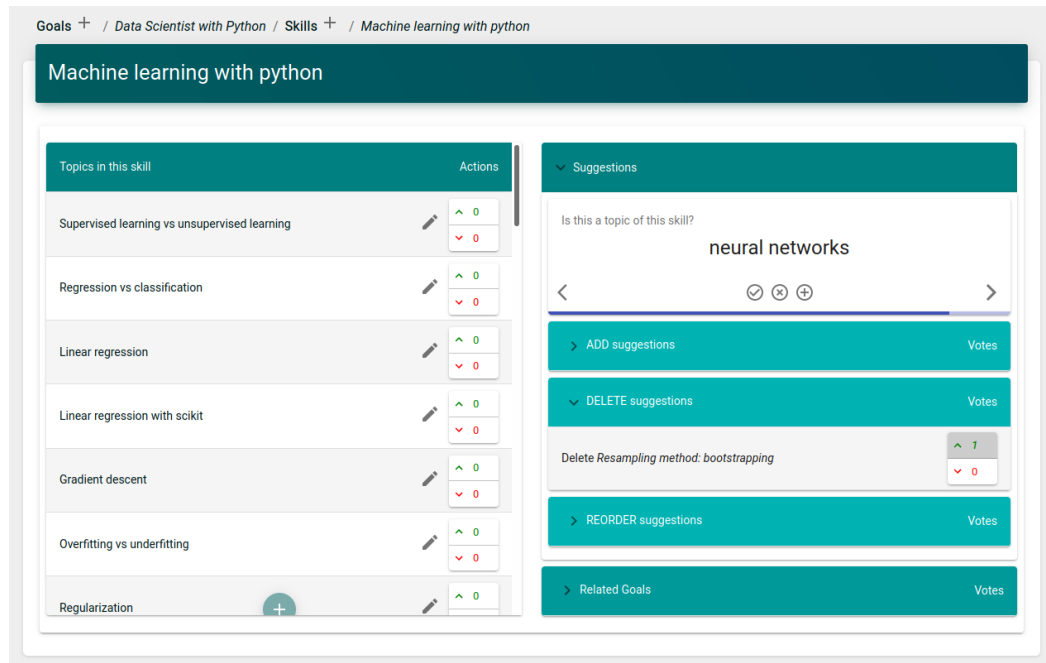 Goals + / Data Scientist with Python / Skills + / Machine learning with python
Machine learning with python
Topics in this skill Actions
Supervised learning vs unsupervised learning 0
0
Regression vs classification 0
0
Linear regression 0
0
Linear regression with scikit 0
0
Gradient descent 0
0
Overfitting vs underfitting 0
0
Regularization 0
Suggestions
Is this a topic of this skill?
neural networks
ADD suggestions Votes
DELETE suggestions Votes
Delete Resampling method: bootstrapping 1
0
REORDER suggestions Votes
Related Goals Votes